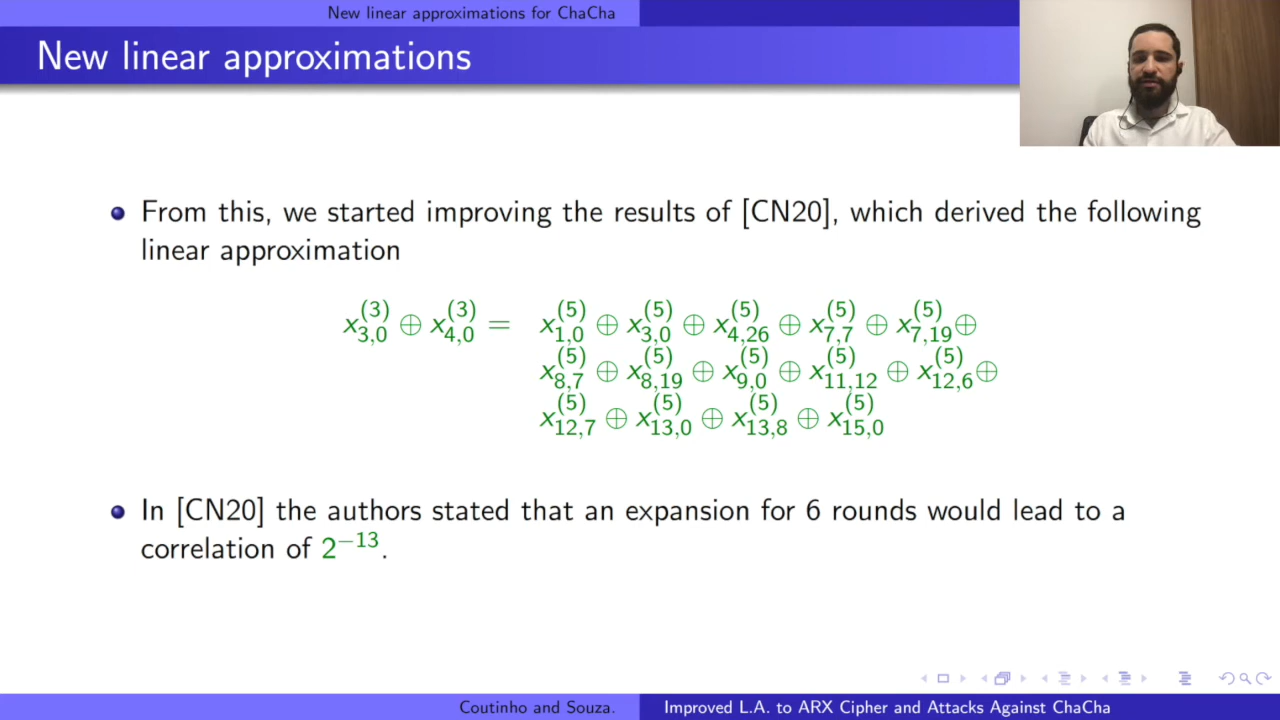 New linear approximations for ChaCha
New linear approximations
From this, we started improving the results of [CN20], which derived the following
linear approximation
x_{3,0}^{(3)} ⊕ x_{4,0}^{(3)} = x_{1,0}^{(5)} ⊕ x_{3,0}^{(5)} ⊕ x_{4,26}^{(5)} ⊕ x_{7,7}^{(5)} ⊕ x_{7,19}^{(5)} ⊕
x_{8,7}^{(5)} ⊕ x_{8,19}^{(5)} ⊕ x_{9,0}^{(5)} ⊕ x_{11,12}^{(5)} ⊕ x_{12,6}^{(5)} ⊕
x_{12,7}^{(5)} ⊕ x_{13,0}^{(5)} ⊕ x_{13,8}^{(5)} ⊕ x_{15,0}^{(5)}
In [CN20] the authors stated that an expansion for 6 rounds would lead to a
correlation of 2^{−13}.
Coutinho and Souza. Improved L.A. to ARX Cipher and Attacks Against ChaCha